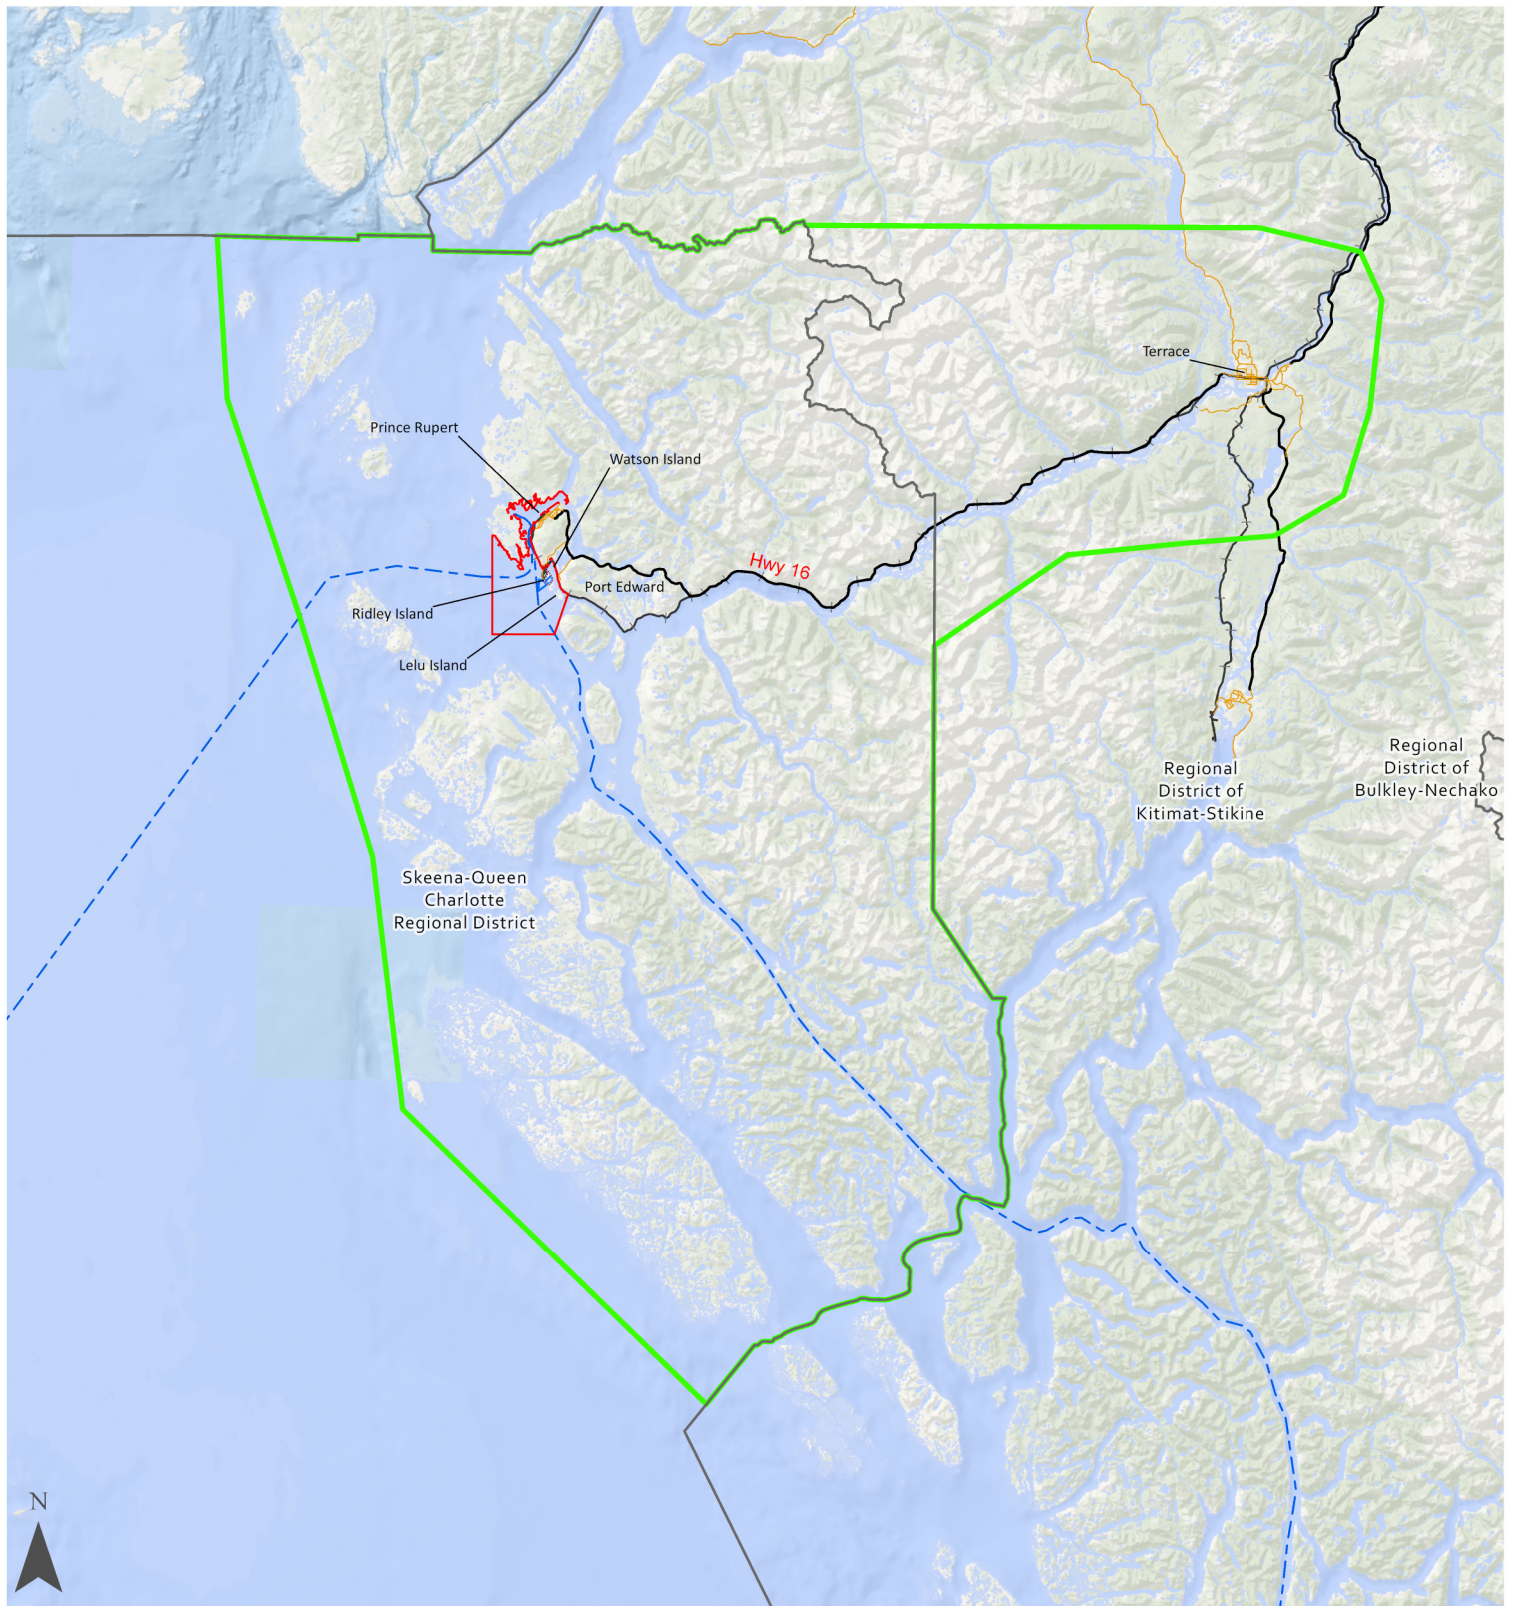 Terrace
Prince Rupert
Watson Island
Hwy 16
Port Edward
Ridley Island
Lelu Island
Regional
District of
Bulkley-Nechako
Regional
District of
Kitimat-Stikine
Skeena-Queen
Charlotte
Regional District
N